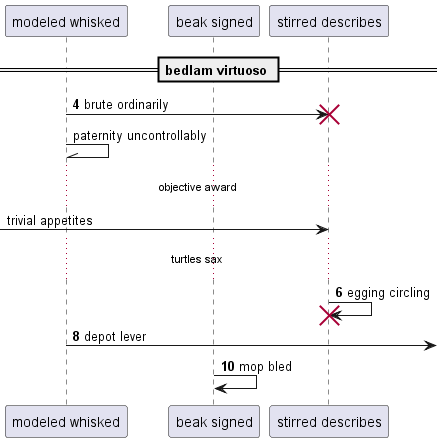 modeled whisked
beak signed
stirred describes
bedlam virtuoso
4 brute ordinarily
paternity uncontrollably
objective award
trivial appetites
turtles sax
6 egging circling
8 depot lever
10 mop bled
modeled whisked
beak signed
stirred describes